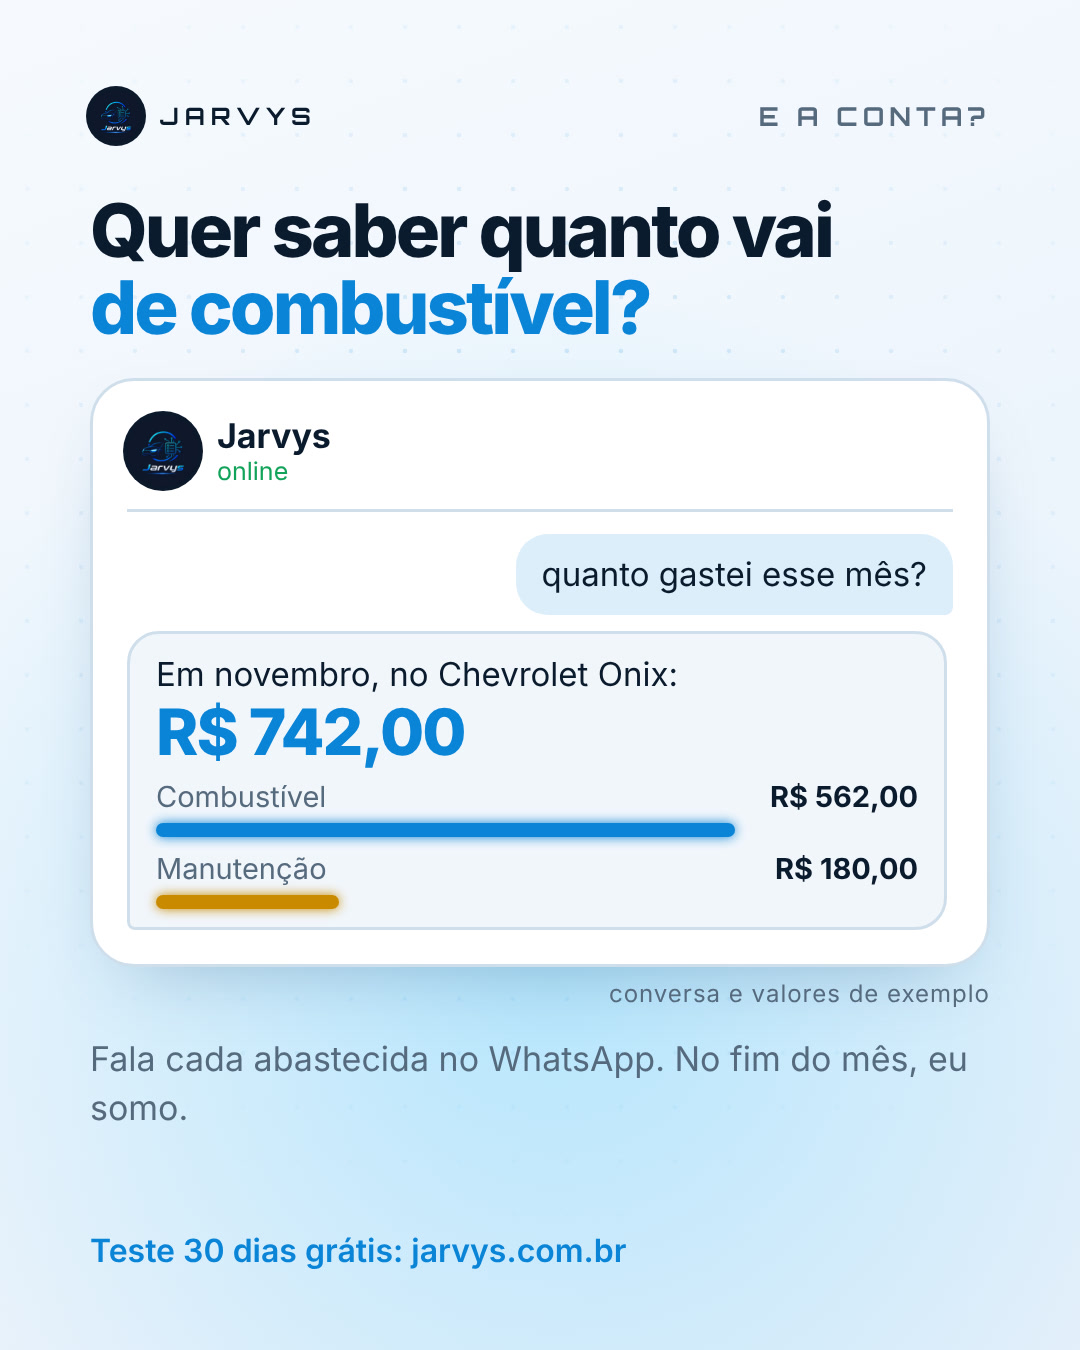 Jarvys
JARVYS
E A CONTA?
Quer saber quanto vai
de combustível?
Jarvys
Jarvys
online
quanto gastei esse mês?
Em novembro, no Chevrolet Onix:
R$ 742,00
Combustível
R$ 562,00
Manutenção
R$ 180,00
conversa e valores de exemplo
Fala cada abastecida no WhatsApp. No fim do mês, eu
somo.
Teste 30 dias grátis: jarvys.com.br